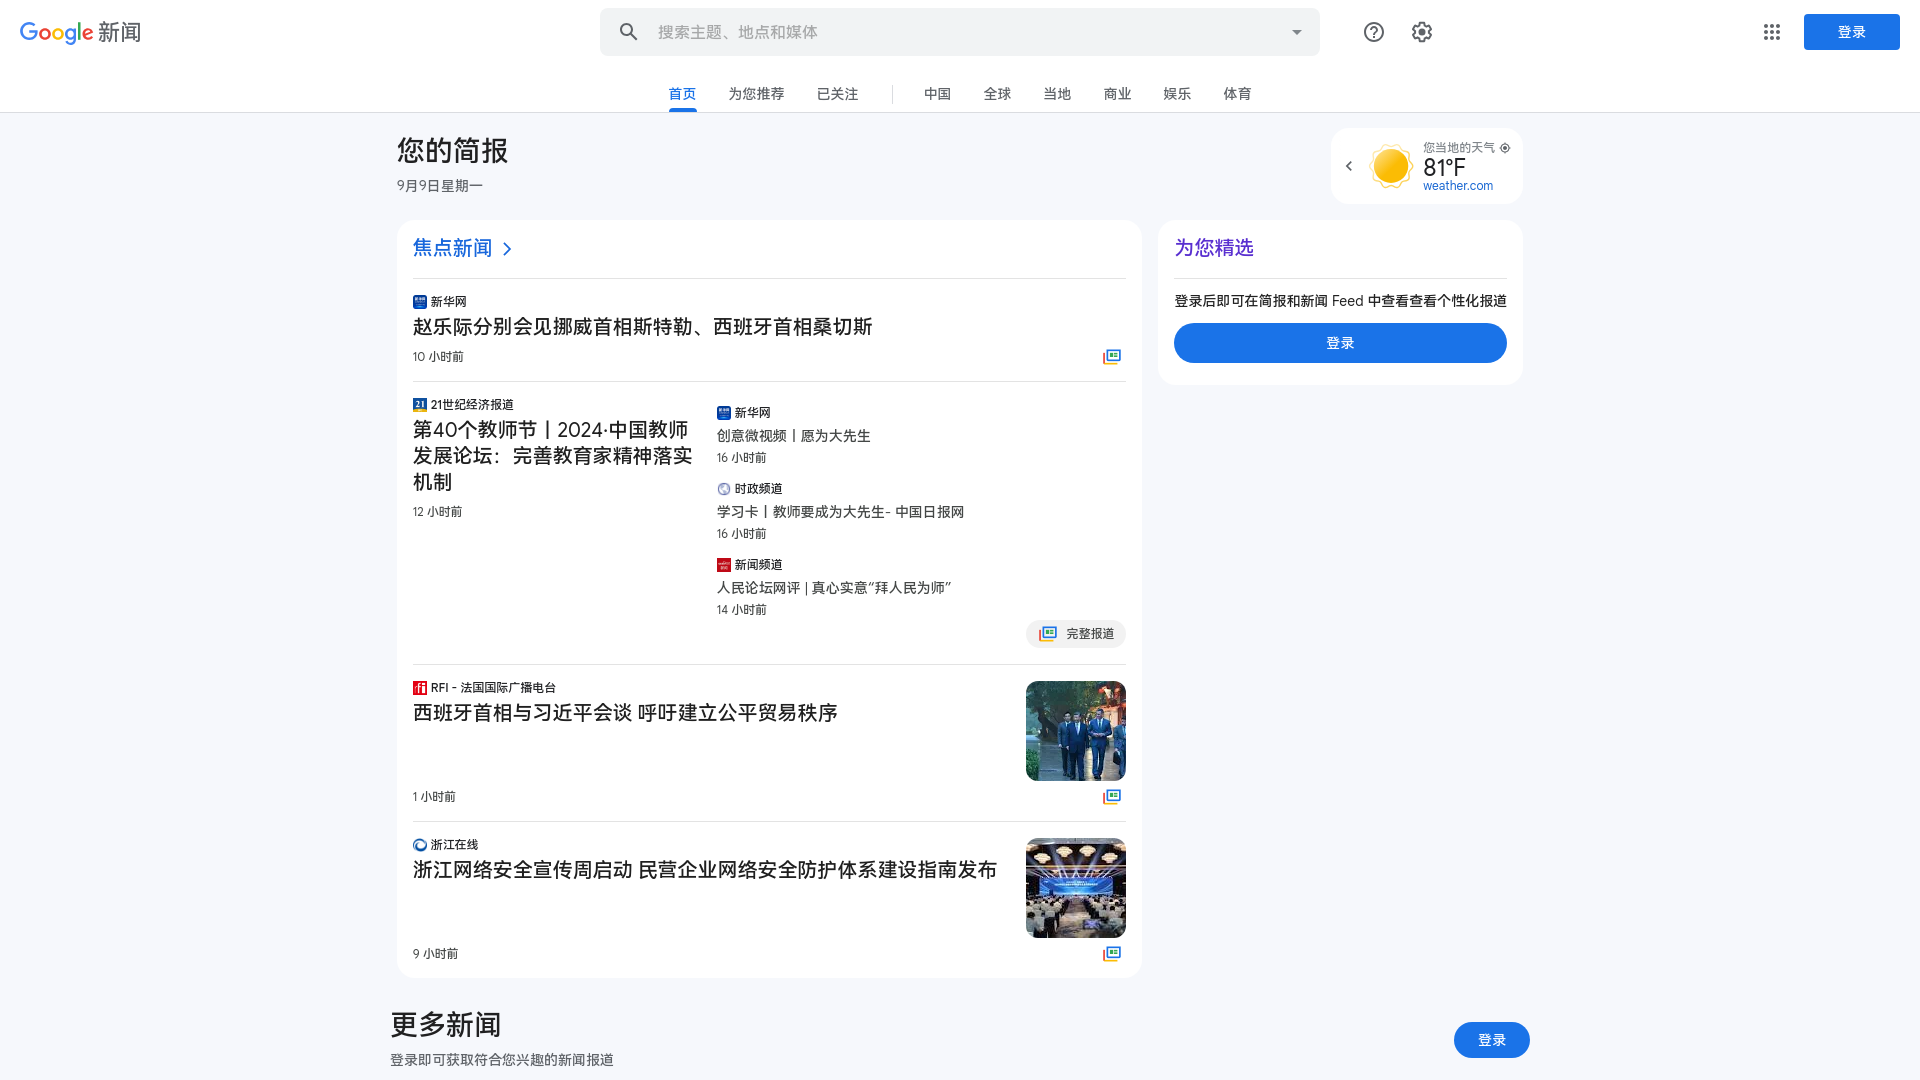 Google 新闻
搜索主题、地点和媒体
登录
首页
为您推荐
已关注
中国
全球
当地
商业
娱乐
体育
您的简报
9月9日星期一
您当地的天气
81°F
weather.com
焦点新闻
新华网
赵乐际分别会见挪威首相斯特勒、西班牙首相桑切斯
10 小时前
21世纪经济报道
第40个教师节丨2024·中国教师
发展论坛：完善教育家精神落实
机制
12 小时前
新华网
创意微视频丨愿为大先生
16 小时前
时政频道
学习卡丨教师要成为大先生- 中国日报网
16 小时前
新闻频道
人民论坛网评 | 真心实意“拜人民为师”
14 小时前
完整报道
RFI - 法国国际广播电台
西班牙首相与习近平会谈 呼吁建立公平贸易秩序
1 小时前
浙江在线
浙江网络安全宣传周启动 民营企业网络安全防护体系建设指南发布
9 小时前
为您精选
登录后即可在简报和新闻 Feed 中查看查看个性化报道
登录
更多新闻
登录即可获取符合您兴趣的新闻报道
登录